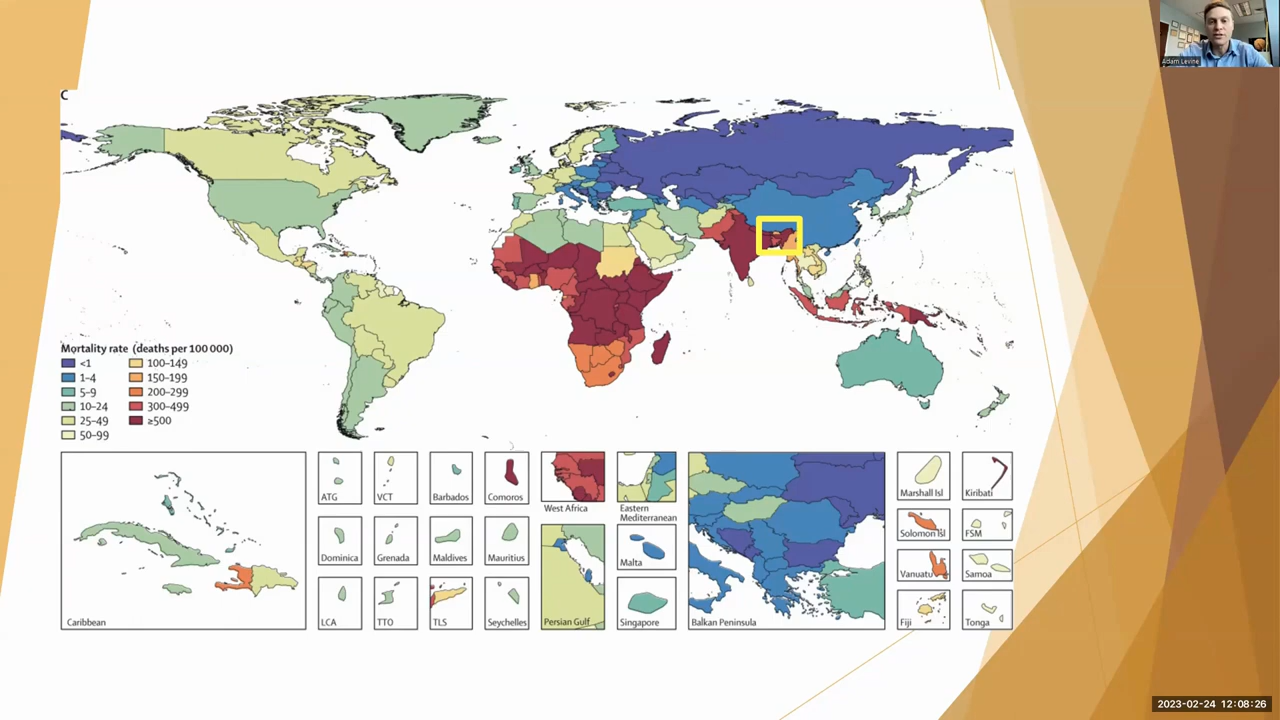 Adam Levine
C
Mortality rate (deaths per 100 000)
<1
1–4
5–9
10–24
25–49
50–99
100–149
150–199
200–299
300–499
≥500
ATG
VCT
Barbados
Comoros
West Africa
Eastern
Mediterranean
Marshall Isl
Kiribati
Dominica
Grenada
Maldives
Mauritius
Malta
Solomon Isl
FSM
Vanuatu
Samoa
Caribbean
LCA
TTO
TLS
Seychelles
Persian Gulf
Singapore
Balkan Peninsula
Fiji
Tonga
2023-02-24 12:08:26